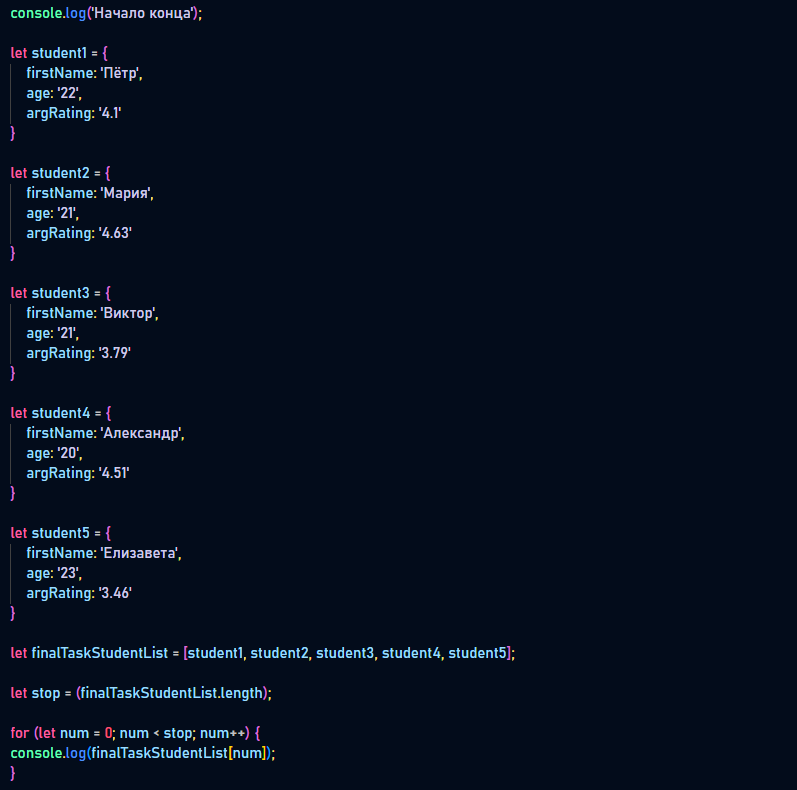 console.log('Начало конца');
let student1 = {
firstName: 'Пётр',
age: '22',
argRating: '4.1'
}
let student2 = {
firstName: 'Мария',
age: '21',
argRating: '4.63'
}
let student3 = {
firstName: 'Виктор',
age: '21',
argRating: '3.79'
}
let student4 = {
firstName: 'Александр',
age: '20',
argRating: '4.51'
}
let student5 = {
firstName: 'Елизавета',
age: '23',
argRating: '3.46'
}
let finalTaskStudentList = [student1, student2, student3, student4, student5];
let stop = (finalTaskStudentList.length);
for (let num = 0; num < stop; num++) {
console.log(finalTaskStudentList[num]);
}